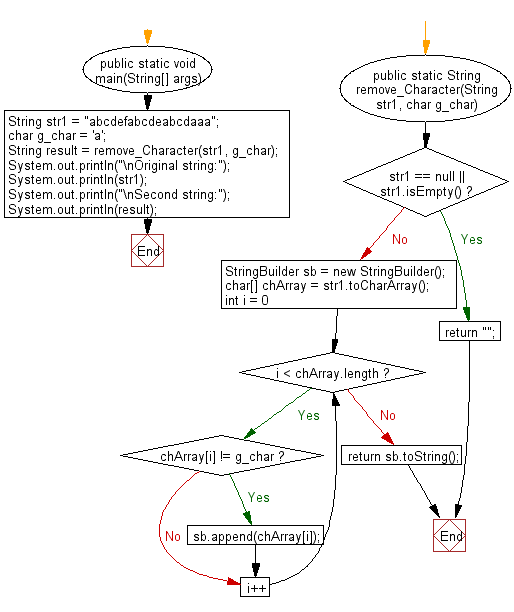 public static void
main(String[] args)
String str1 = "abcdefabcdeabcdaaa";
char g_char = 'a';
String result = remove_Character(str1, g_char);
System.out.println("\nOriginal string:");
System.out.println(str1);
System.out.println("\nSecond string:");
System.out.println(result);
End
public static String
remove_Character(String
str1, char g_char)
str1 == null ||
str1.isEmpty() ?
No
Yes
StringBuilder sb = new StringBuilder();
char[] chArray = str1.toCharArray();
int i = 0
return "";
i < chArray.length ?
Yes
No
chArray[i] != g_char ?
return sb.toString();
Yes
No
sb.append(chArray[i]);
End
i++